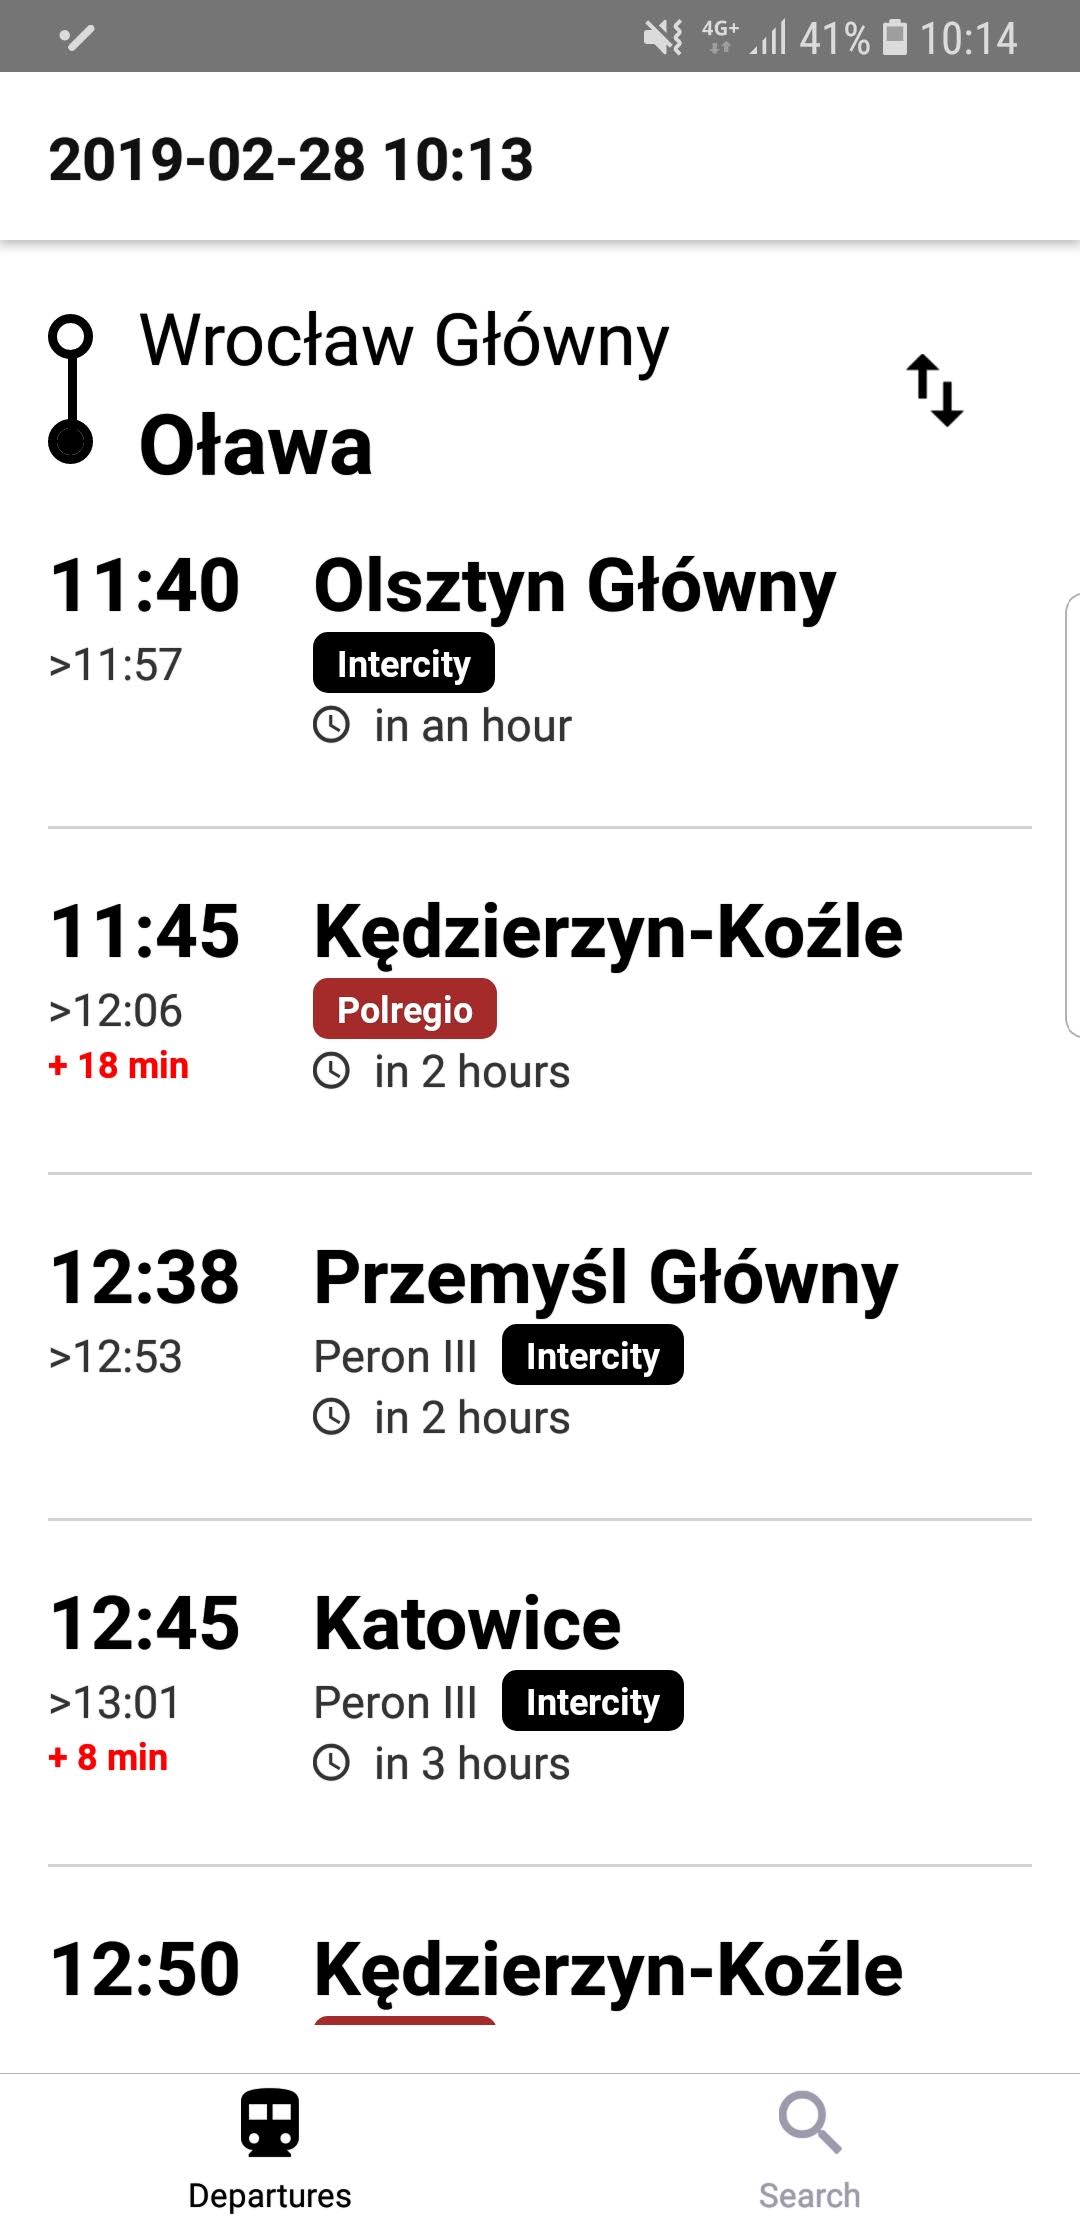 4G+ 41% 10:14
2019-02-28 10:13
Wrocław Główny
Oława
11:40 Olsztyn Główny
>11:57 Intercity
in an hour
11:45 Kędzierzyn-Koźle
>12:06 Polregio
+ 18 min in 2 hours
12:38 Przemyśl Główny
>12:53 Peron III Intercity
in 2 hours
12:45 Katowice
>13:01 Peron III Intercity
+ 8 min in 3 hours
12:50 Kędzierzyn-Koźle
Departures Search